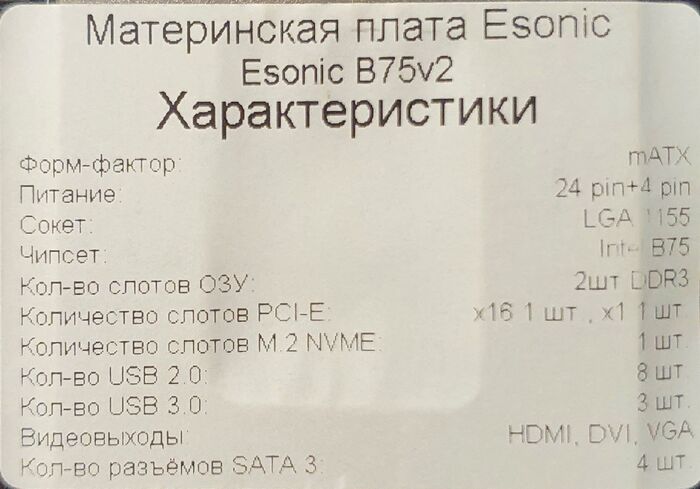 Материнская плата Esonic
Esonic B75v2
Характеристики
Форм-фактор: mATX
Питание: 24 pin+4 pin
Сокет: LGA 1155
Чипсет: Intel B75
Кол-во слотов ОЗУ: 2шт DDR3
Количество слотов PCI-E: x16 1 шт., x1 1 шт.
Количество слотов M.2 NVME: 1 шт.
Кол-во USB 2.0: 8 шт.
Кол-во USB 3.0: 3 шт.
Видеовыходы: HDMI, DVI, VGA
Кол-во разъёмов SATA 3: 4 шт.